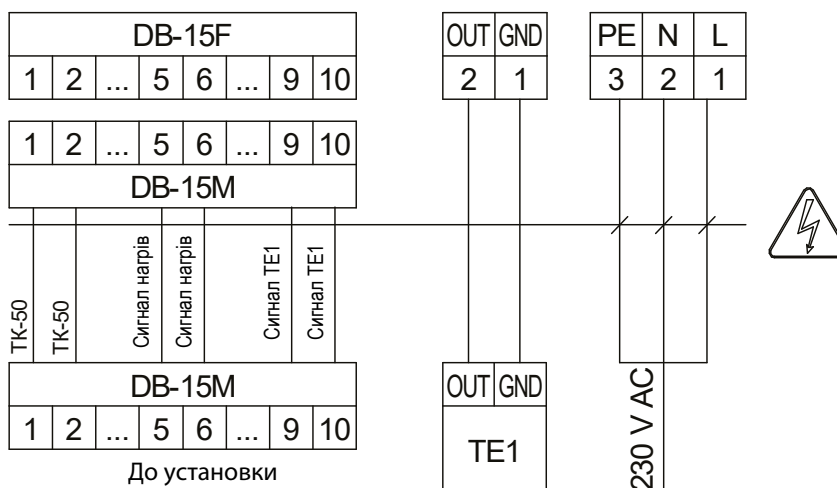 DB-15F
1 2 ... 5 6 ... 9 10
OUT GND
2 1
PE N L
3 2 1
1 2 ... 5 6 ... 9 10
DB-15M
ТК-50
ТК-50
Сигнал нагрів
Сигнал нагрів
Сигнал ТЕ1
Сигнал ТЕ1
DB-15M
1 2 ... 5 6 ... 9 10
До установки
OUT GND
TE1
230 V AC